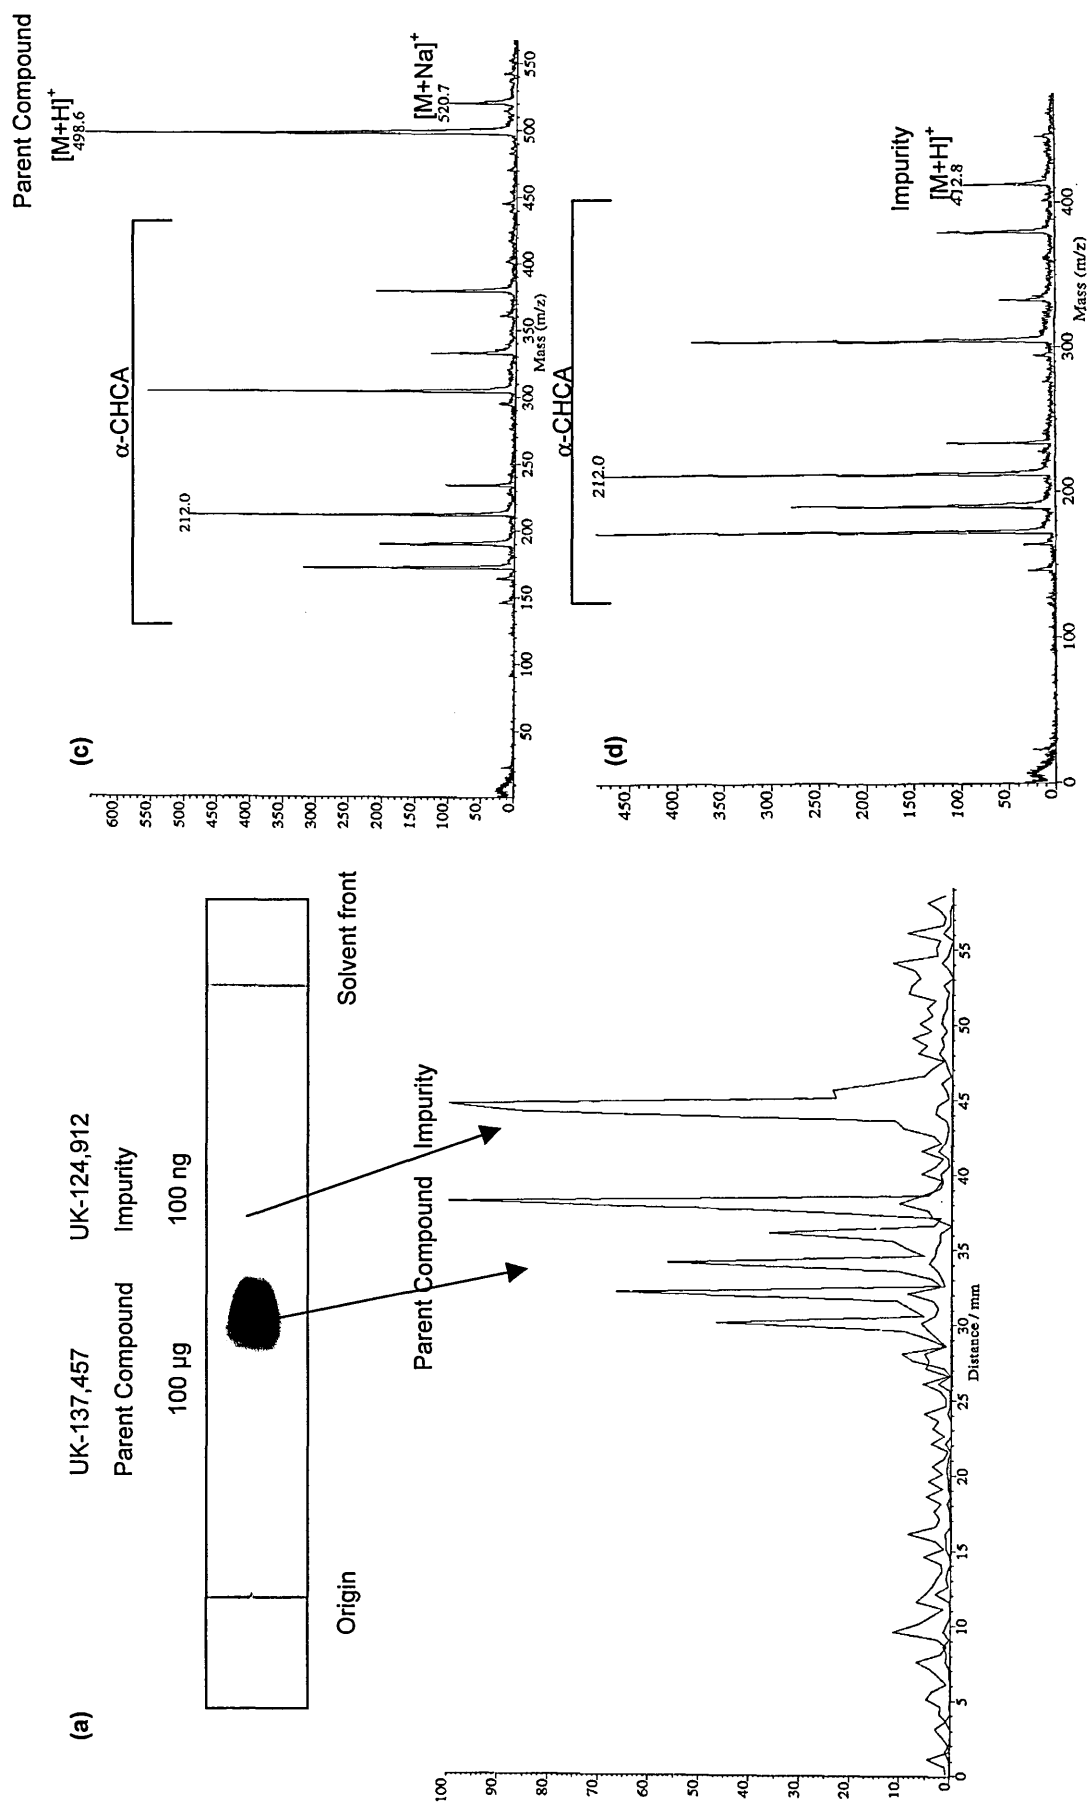 (a)
UK-137,457 UK-124,912
Parent Compound Impurity
100 µg 100 ng
Origin
Solvent front
Parent Compound Impurity
100
90.
80.
70.
60.
50.
40.
30.
20.
10.
0.
0 5 10 15 20 25 30 35 40 45 50 55
Distance / mm
(c)
Parent Compound
[M+H]+
498.6
[M+Na]+
520.7
α-CHCA
212.0
600.
550.
500.
450.
400.
350.
300.
250.
200.
150.
100.
50.
0.
50 100 150 200 250 300 350 400 450 500 550
Mass (m/z)
(d)
α-CHCA
212.0
Impurity
[M+H]+
412.8
450.
400.
350.
300.
250.
200.
150.
100.
50.
0.
0 100 200 300 400
Mass (m/z)